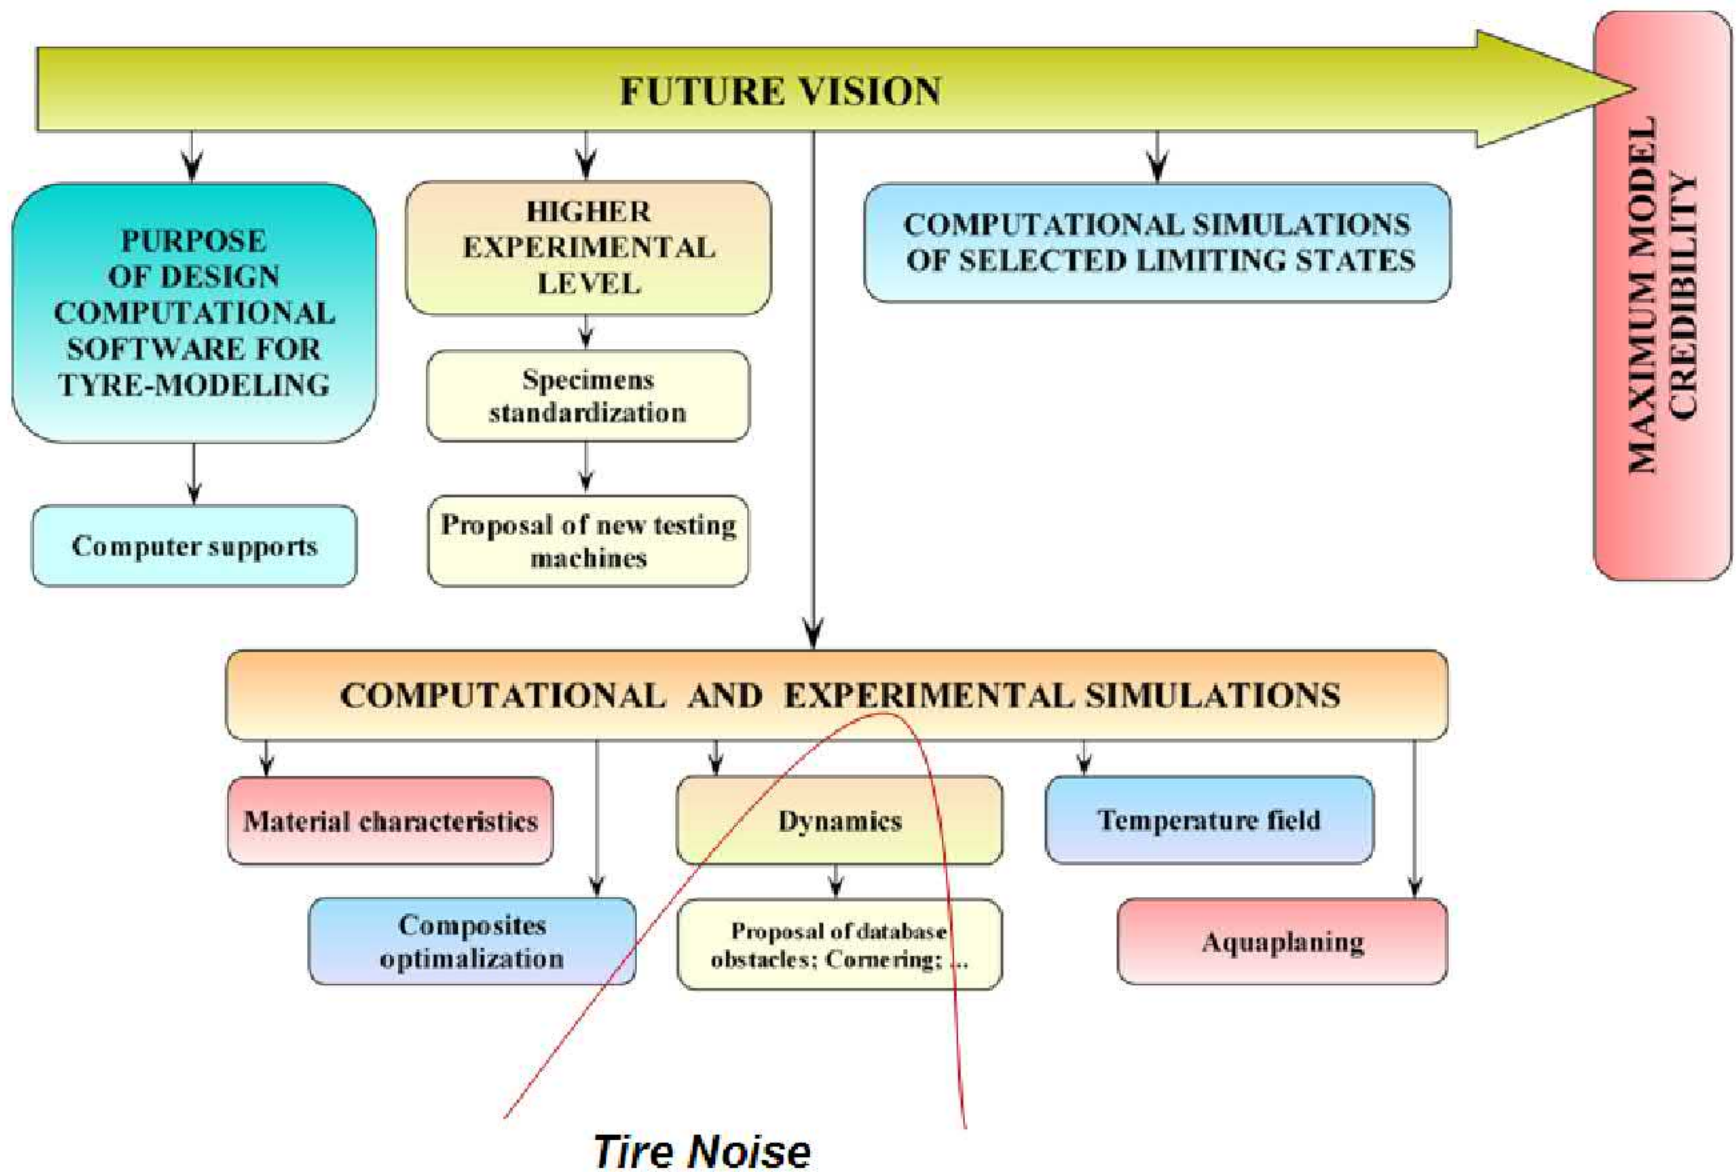 FUTURE VISION
MAXIMUM MODEL
CREDIBILITY
PURPOSE
OF DESIGN
COMPUTATIONAL
SOFTWARE FOR
TYRE-MODELING
Computer supports
HIGHER
EXPERIMENTAL
LEVEL
Specimens
standardization
Proposal of new testing
machines
COMPUTATIONAL SIMULATIONS
OF SELECTED LIMITING STATES
COMPUTATIONAL AND EXPERIMENTAL SIMULATIONS
Material characteristics
Composites
optimalization
Dynamics
Proposal of database
obstacles; Cornering; ...
Temperature field
Aquaplaning
Tire Noise